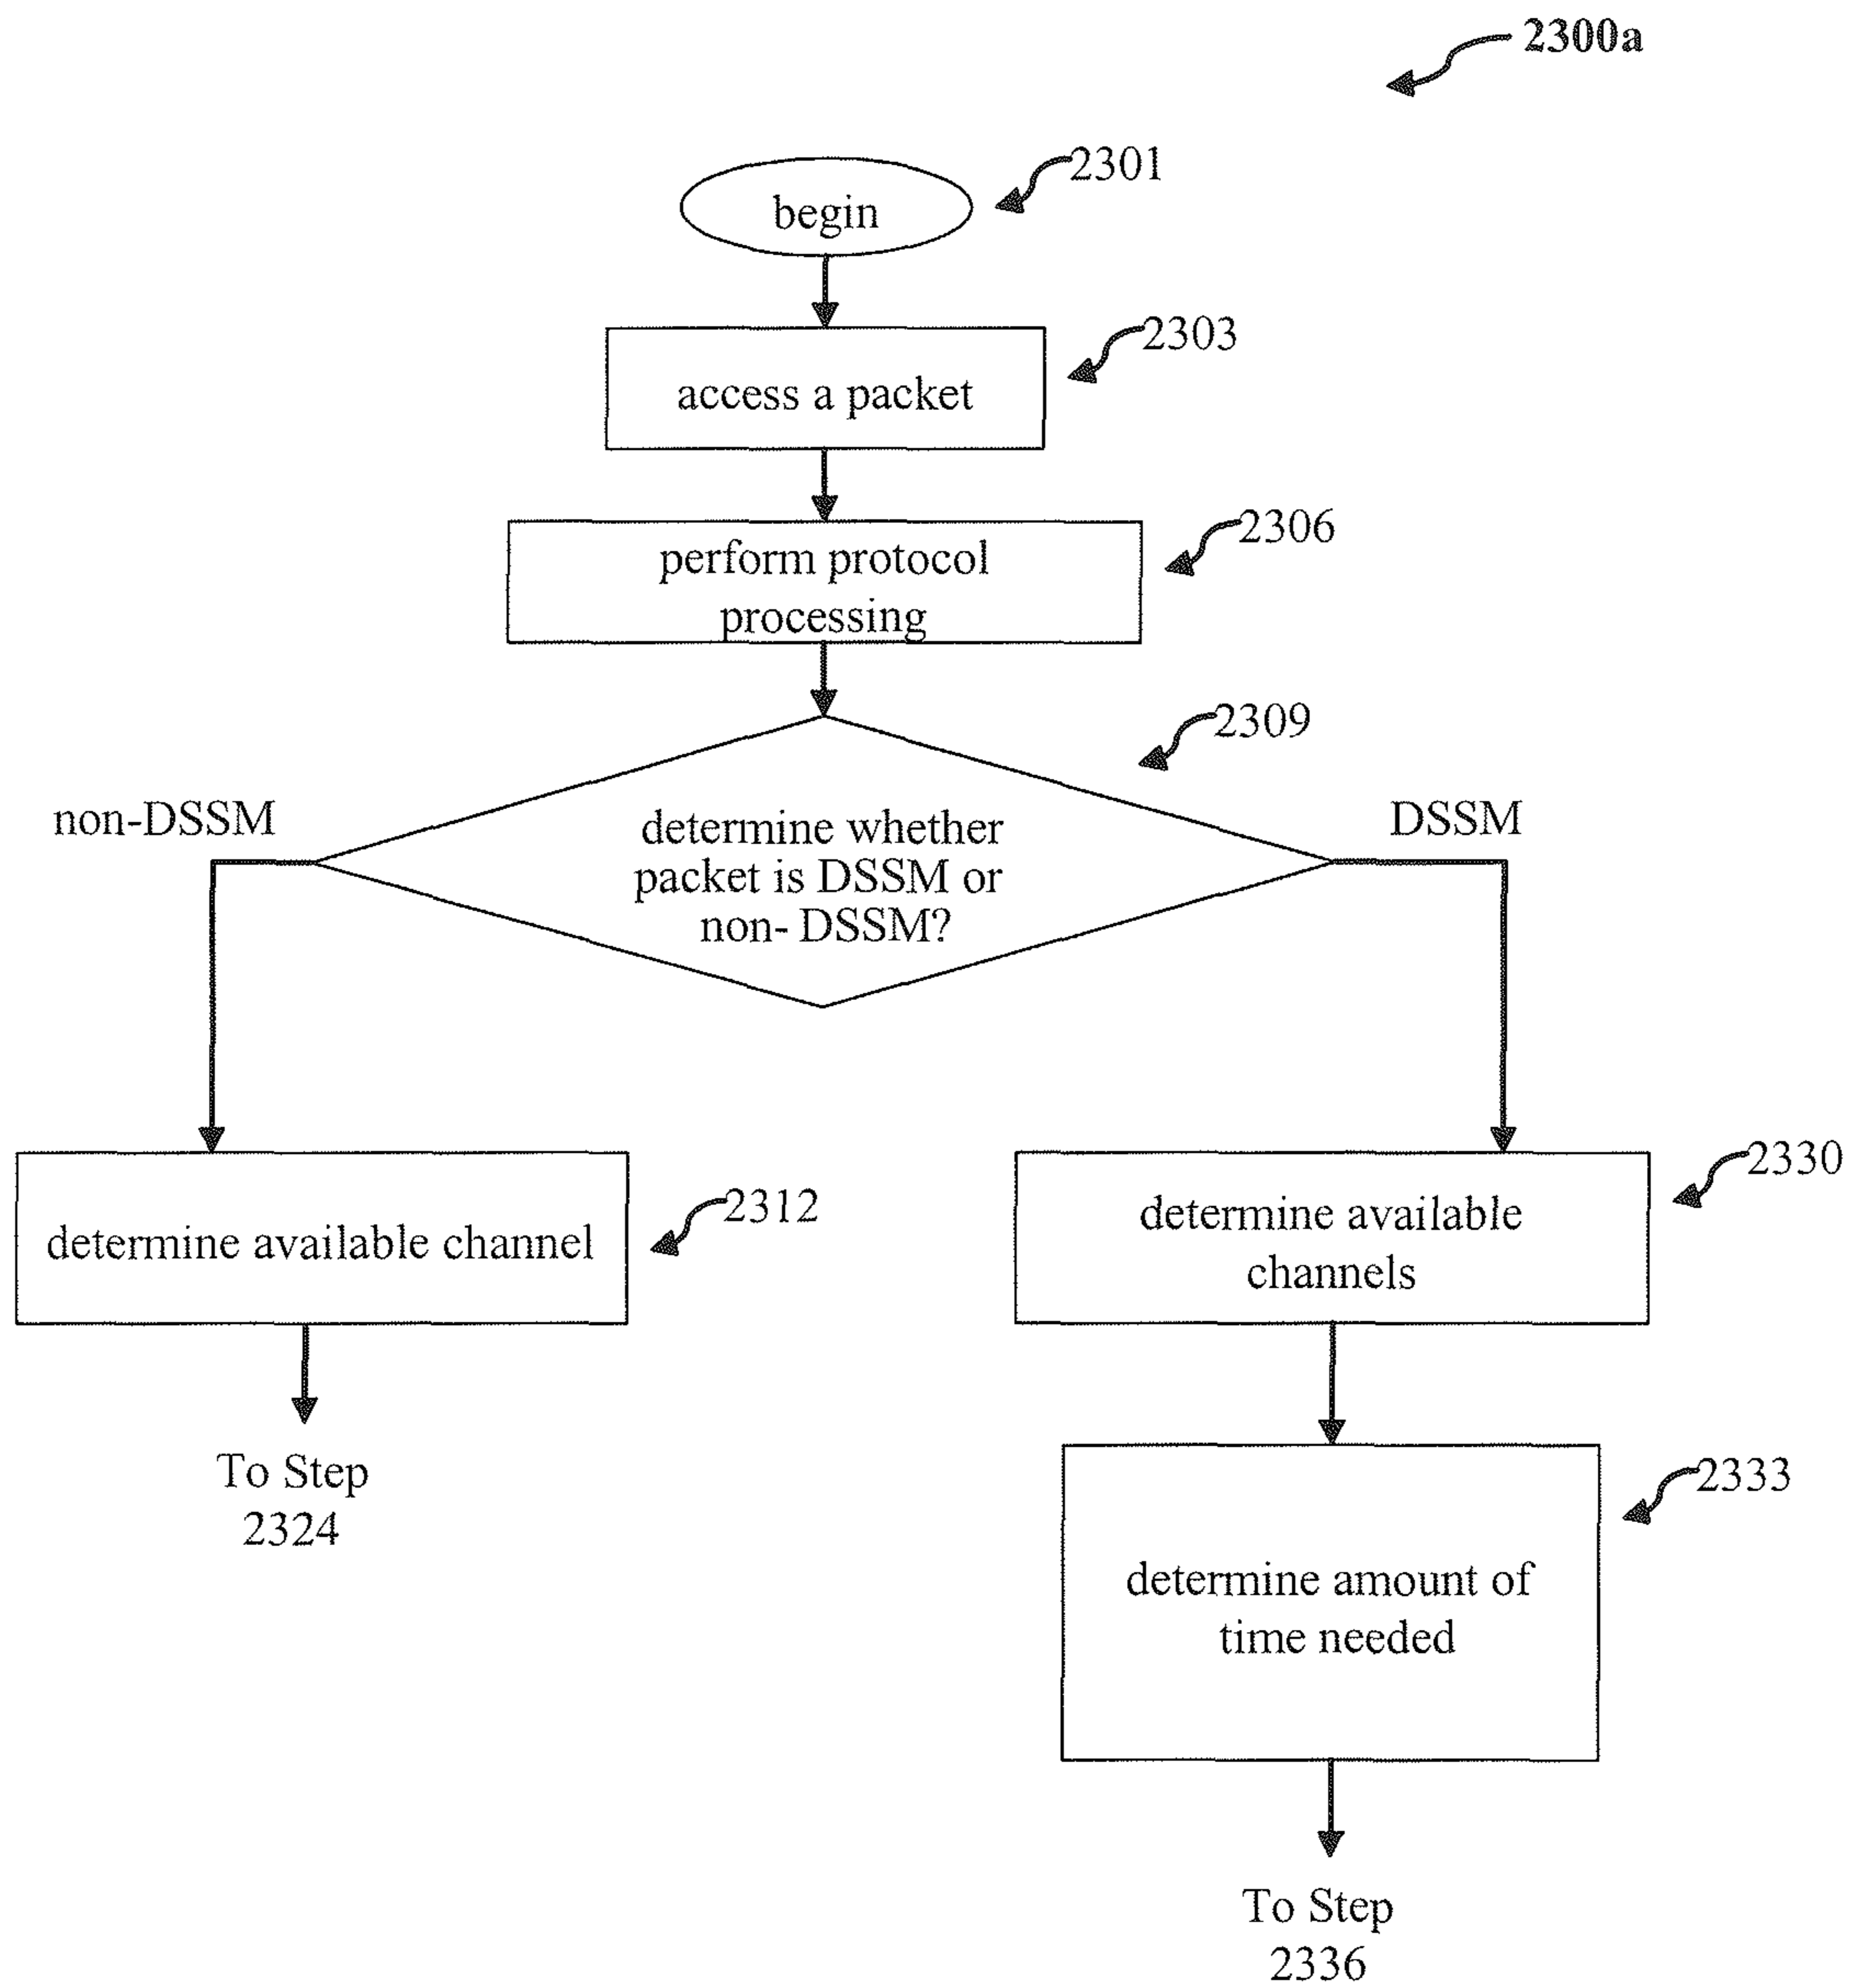 2300a
2301
begin
2303
access a packet
2306
perform protocol
processing
2309
non-DSSM
DSSM
determine whether
packet is DSSM or
non- DSSM?
2330
2312
determine available channel
determine available
channels
To Step
2324
2333
determine amount of
time needed
To Step
2336